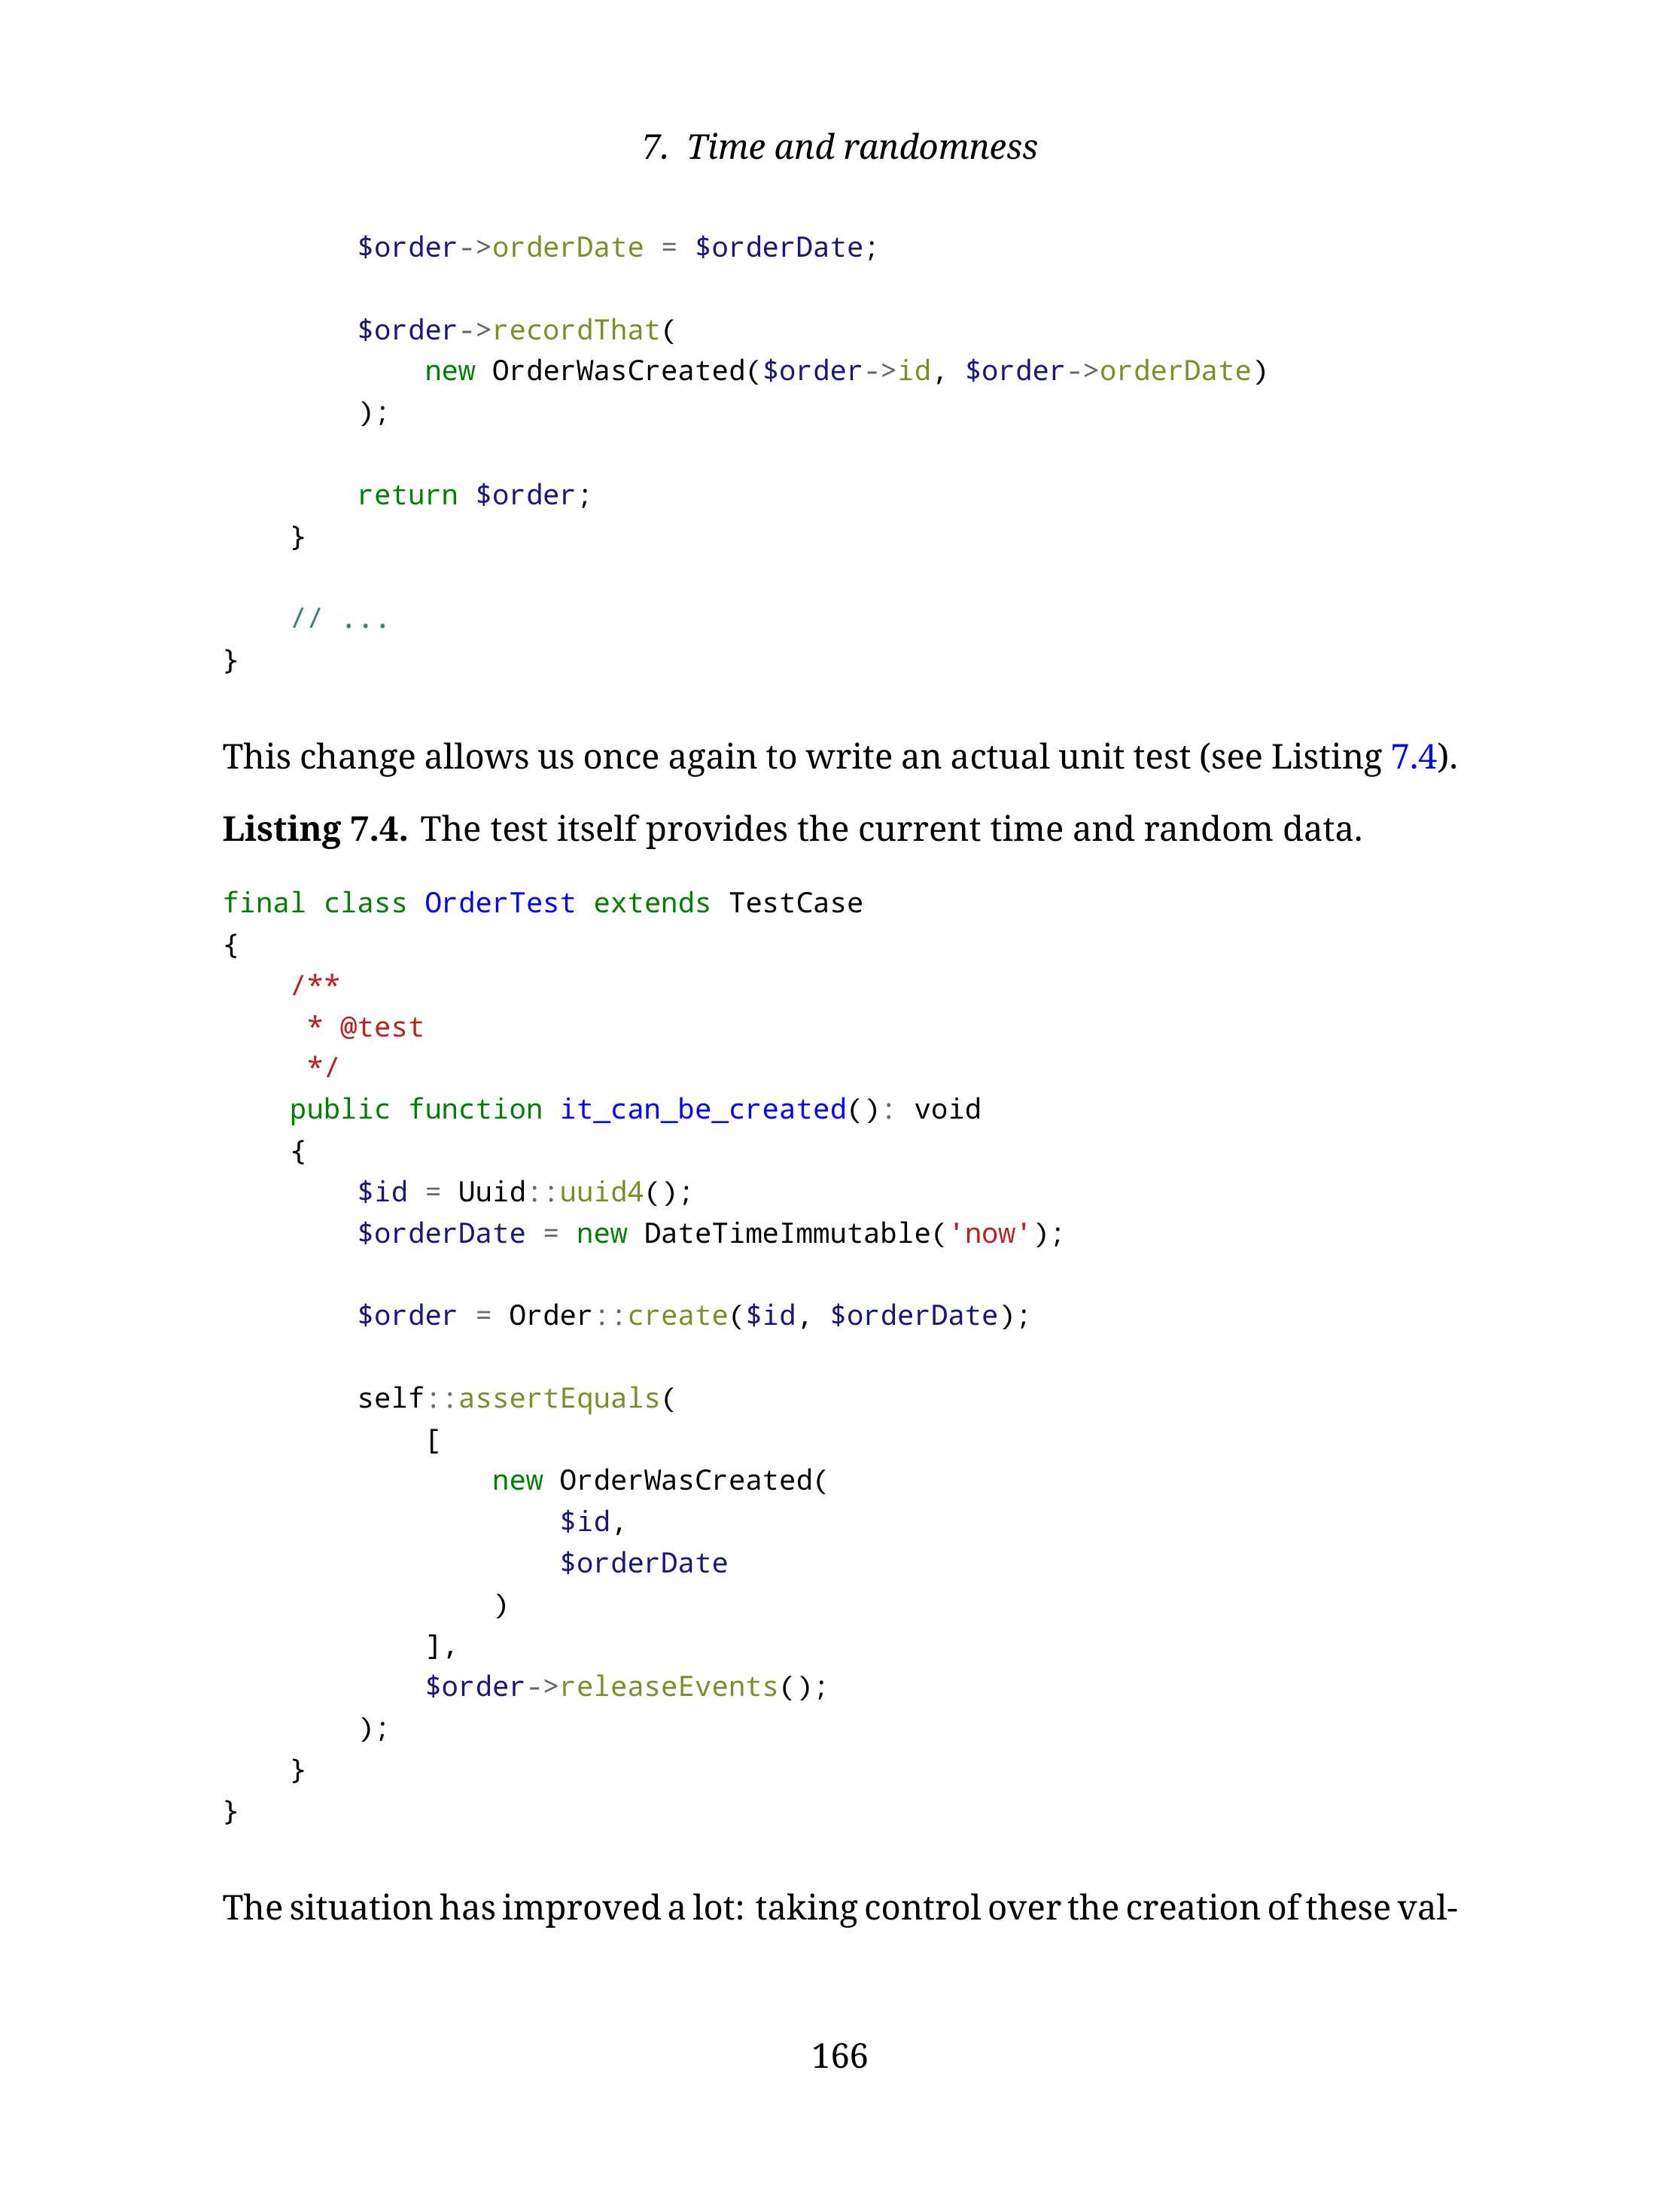 7. Time and randomness
        $order->orderDate = $orderDate;

        $order->recordThat(
            new OrderWasCreated($order->id, $order->orderDate)
        );

        return $order;
    }

    // ...
}
This change allows us once again to write an actual unit test (see Listing 7.4).
Listing 7.4. The test itself provides the current time and random data.
final class OrderTest extends TestCase
{
    /**
     * @test
     */
    public function it_can_be_created(): void
    {
        $id = Uuid::uuid4();
        $orderDate = new DateTimeImmutable('now');

        $order = Order::create($id, $orderDate);

        self::assertEquals(
            [
                new OrderWasCreated(
                    $id,
                    $orderDate
                )
            ],
            $order->releaseEvents();
        );
    }
}
The situation has improved a lot: taking control over the creation of these val-
166